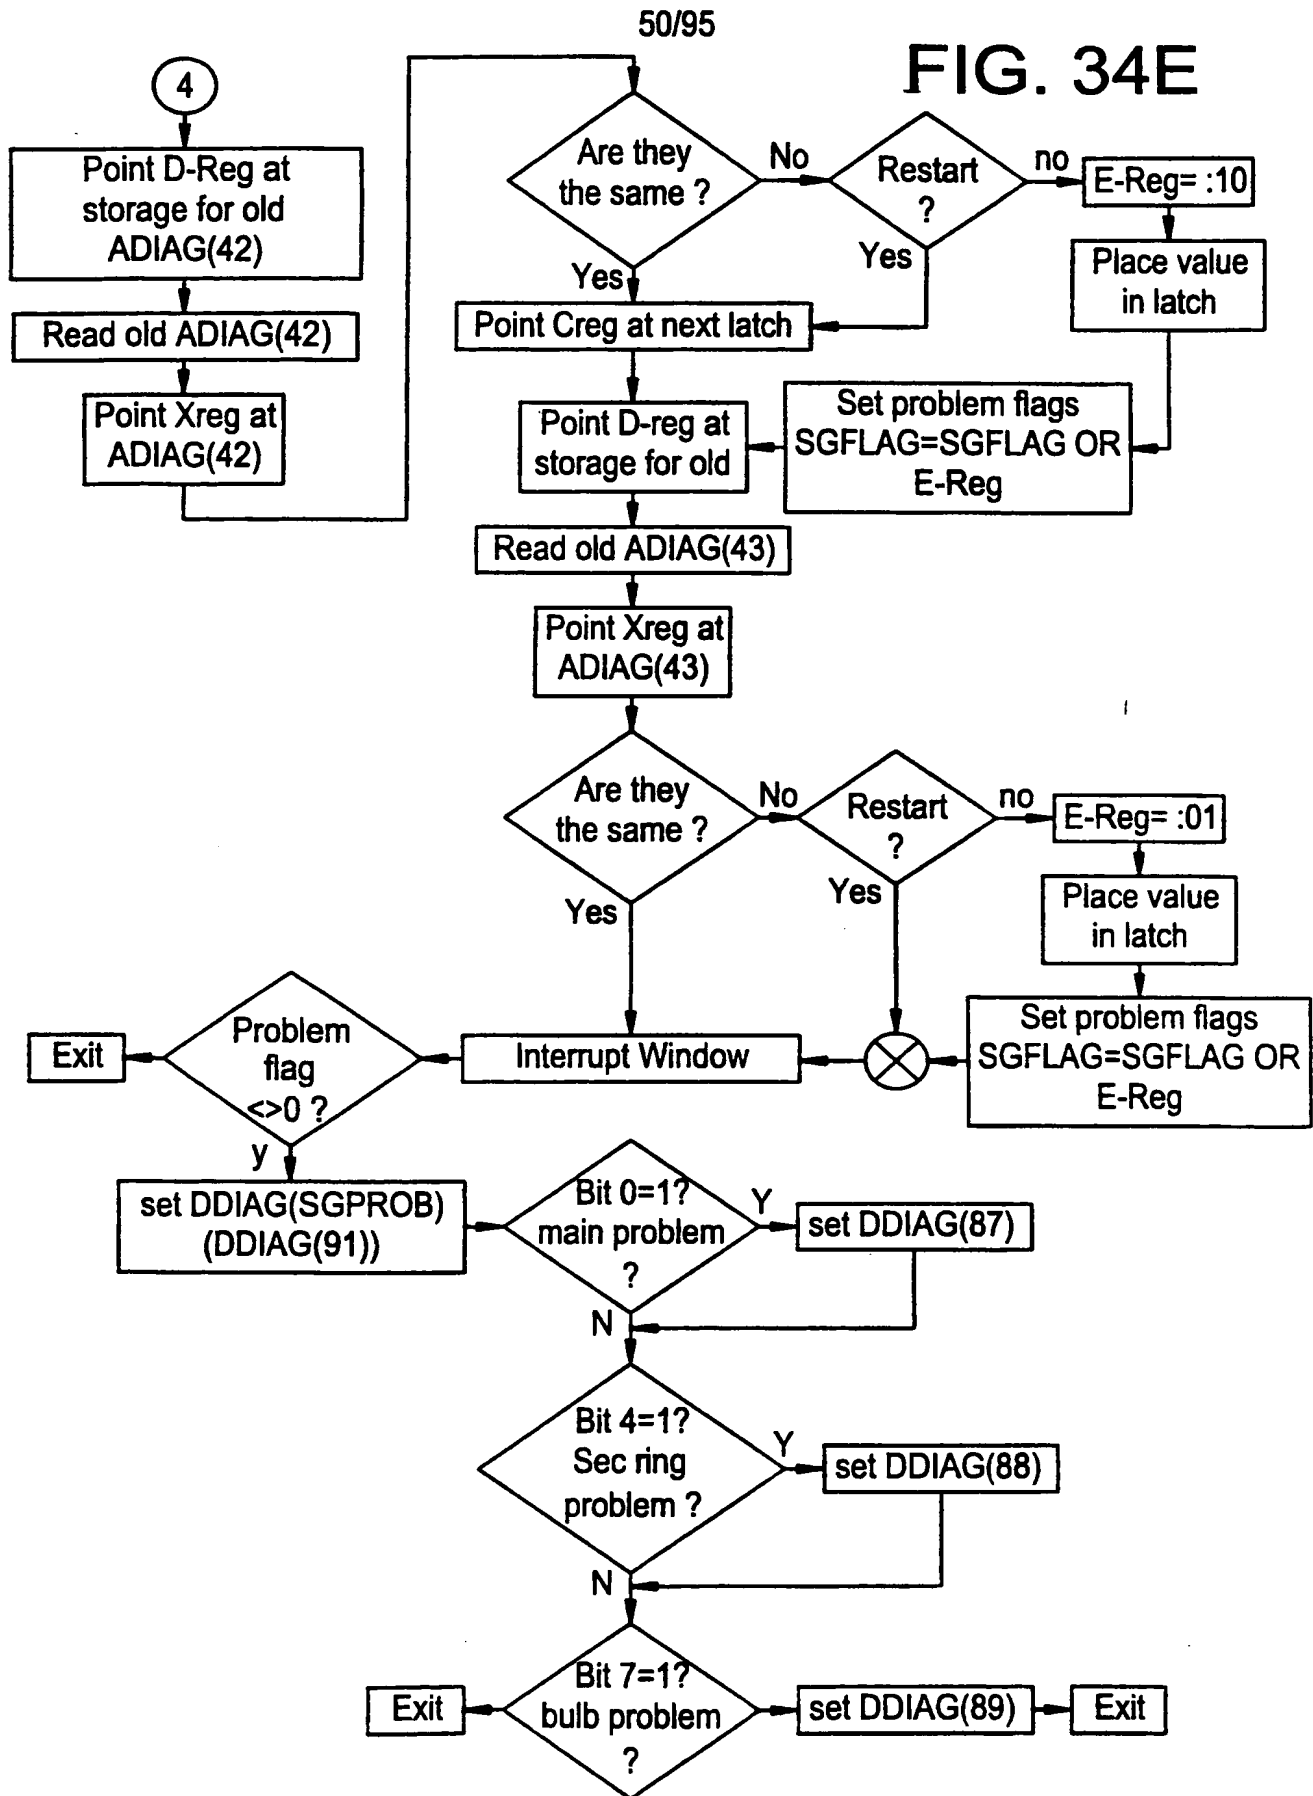 50/95
FIG. 34E
4
Point D-Reg at
storage for old
ADIAG(42)
Read old ADIAG(42)
Point Xreg at
ADIAG(42)
Are they
the same ?
No
Yes
Restart
?
no
Yes
E-Reg= :10
Place value
in latch
Set problem flags
SGFLAG=SGFLAG OR
E-Reg
Point Creg at next latch
Point D-reg at
storage for old
Read old ADIAG(43)
Point Xreg at
ADIAG(43)
Are they
the same ?
No
Yes
Restart
?
no
Yes
E-Reg= :01
Place value
in latch
Set problem flags
SGFLAG=SGFLAG OR
E-Reg
Interrupt Window
Problem
flag
<>0 ?
Exit
y
set DDIAG(SGPROB)
(DDIAG(91))
Bit 0=1?
main problem
?
Y
set DDIAG(87)
N
Bit 4=1?
Sec ring
problem ?
Y
set DDIAG(88)
N
Bit 7=1?
bulb problem
?
Exit
set DDIAG(89)
Exit